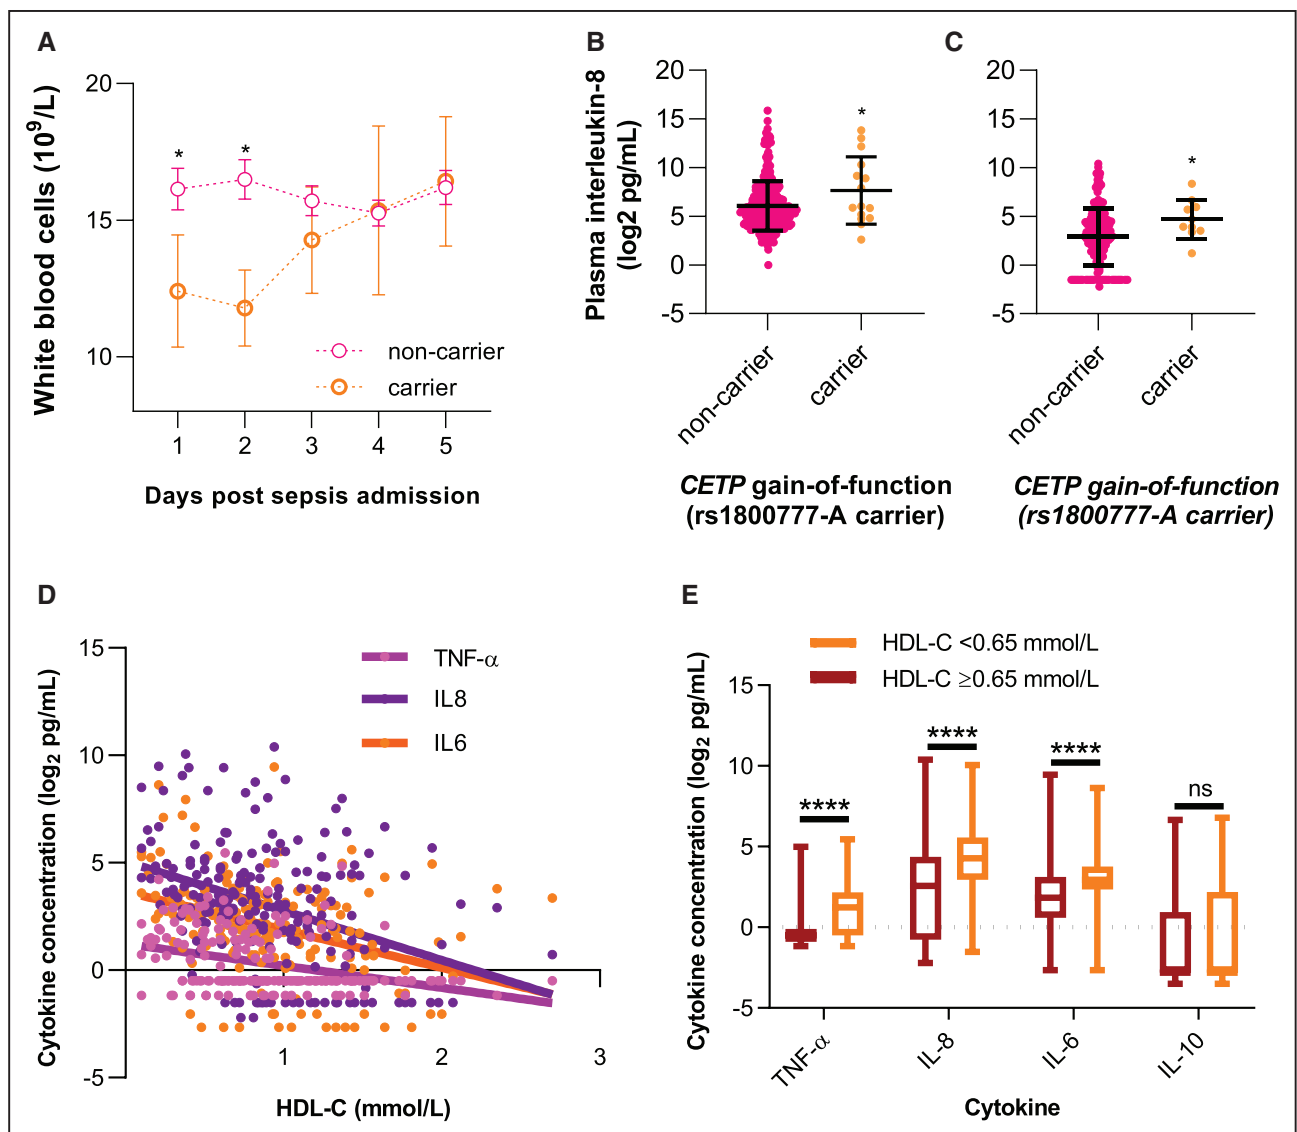 A
White blood cells (10⁹/L)
20
15
10
*
*
non-carrier
carrier
1 2 3 4 5
Days post sepsis admission
B
Plasma interleukin-8
(log2 pg/mL)
20
15
10
5
0
-5
*
non-carrier
carrier
CETP gain-of-function
(rs1800777-A carrier)
C
20
15
10
5
0
-5
*
non-carrier
carrier
CETP gain-of-function
(rs1800777-A carrier)
D
Cytokine concentration (log₂ pg/mL)
15
10
5
0
-5
TNF-α
IL8
IL6
1 2 3
HDL-C (mmol/L)
E
HDL-C <0.65 mmol/L
HDL-C ≥0.65 mmol/L
Cytokine concentration (log₂ pg/mL)
15
10
5
0
-5
****
****
****
ns
TNF-α
IL-8
IL-6
IL-10
Cytokine